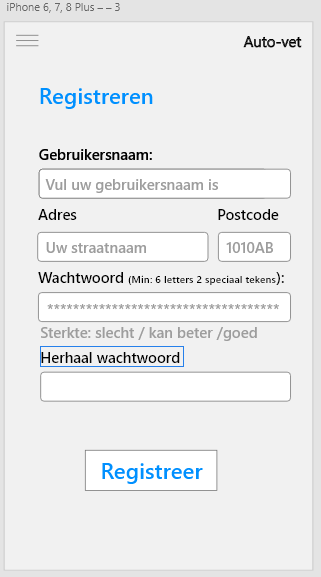 iPhone 6, 7, 8 Plus – – 3
Auto-vet
Registreren
Gebruikersnaam:
Vul uw gebruikersnaam is
Adres Postcode
Uw straatnaam 1010AB
Wachtwoord (Min: 6 letters 2 speciaal tekens):
************************************
Sterkte: slecht / kan beter /goed
Herhaal wachtwoord
Registreer